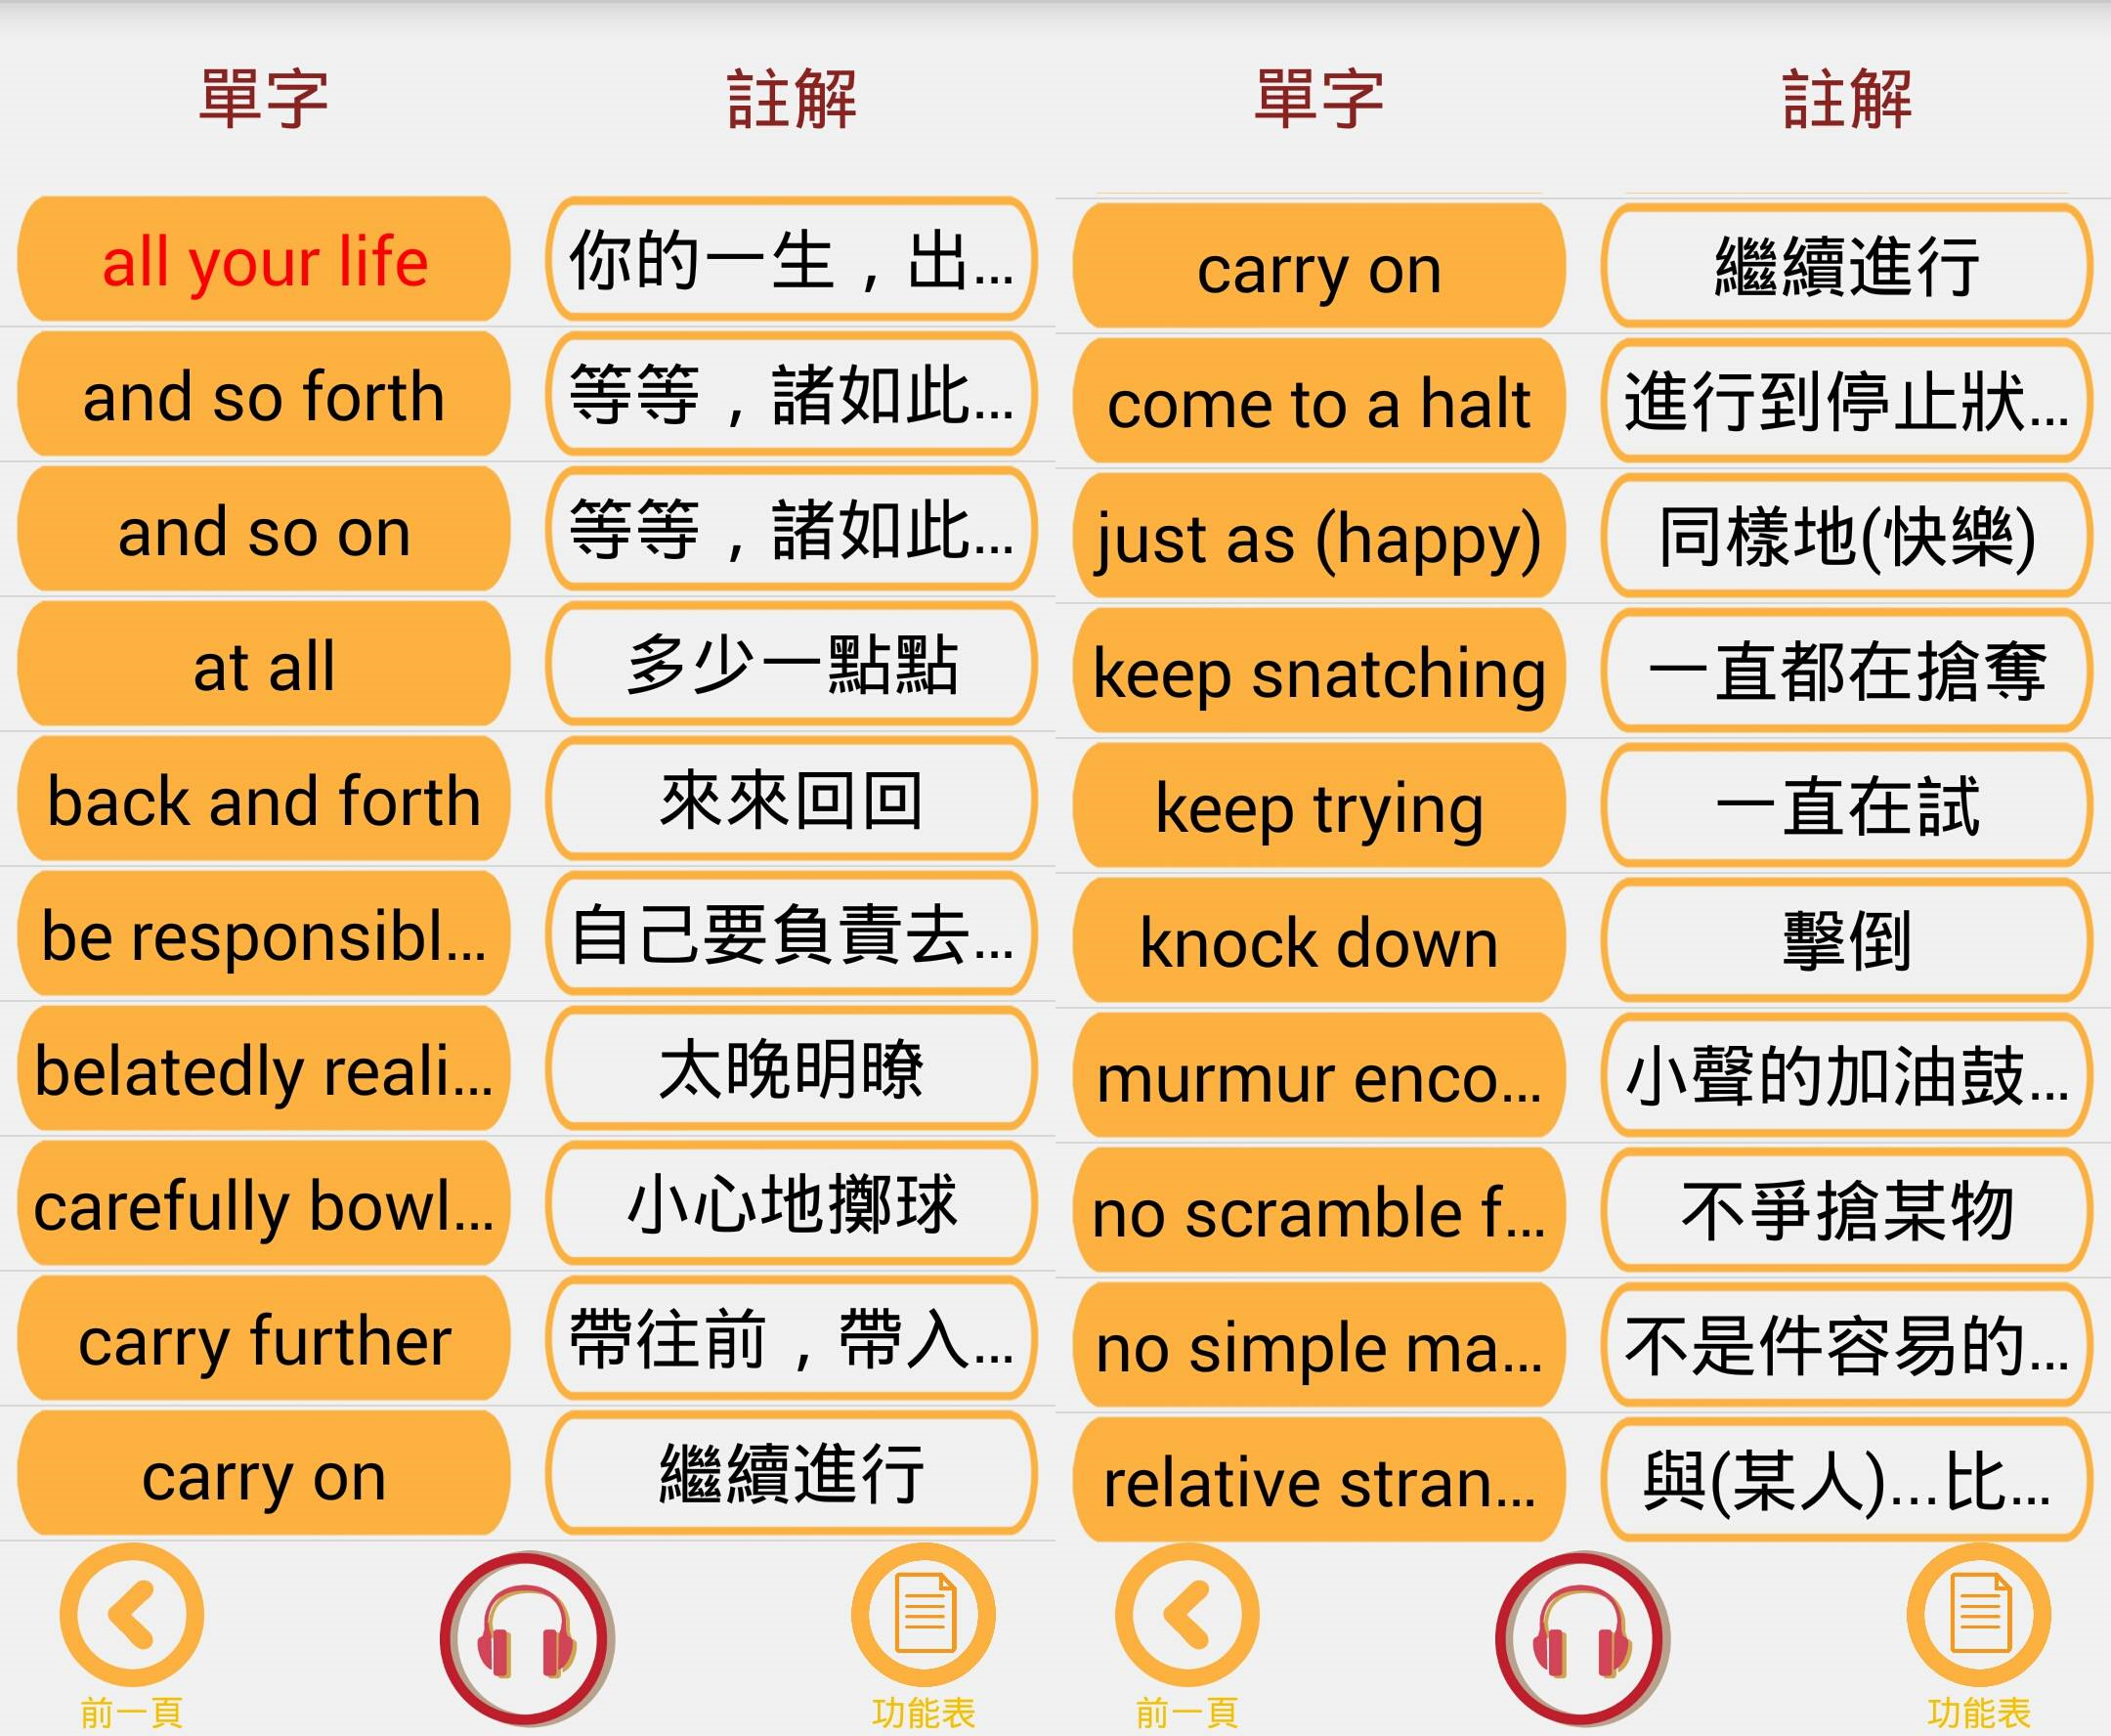 單字 註解
all your life 你的一生，出...
and so forth 等等，諸如此...
and so on 等等，諸如此...
at all 多少一點點
back and forth 來來回回
be responsibl... 自己要負責去...
belatedly reali... 太晚明瞭
carefully bowl... 小心地擲球
carry further 帶往前，帶入...
carry on 繼續進行
前一頁 功能表
單字 註解
carry on 繼續進行
come to a halt 進行到停止狀...
just as (happy) 同樣地(快樂)
keep snatching 一直都在搶奪
keep trying 一直在試
knock down 擊倒
murmur enco... 小聲的加油鼓...
no scramble f... 不爭搶某物
no simple ma... 不是件容易的...
relative stran... 與(某人)...比...
前一頁 功能表